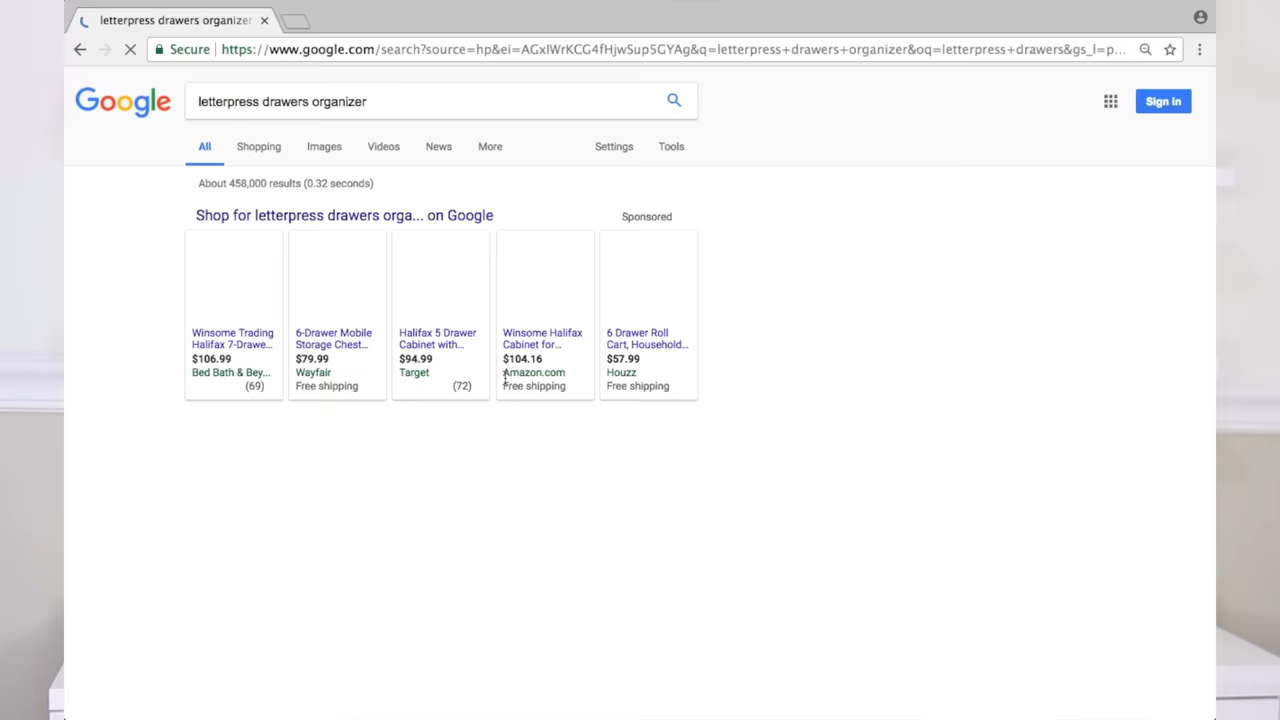 letterpress drawers organizer
Secure https://www.google.com/search?source=hp&ei=AGxlWrKCG4fHjwSup5GYAg&q=letterpress+drawers+organizer&oq=letterpress+drawers&gs_l=p...
Google
letterpress drawers organizer
Sign in
All Shopping Images Videos News More Settings Tools
About 458,000 results (0.32 seconds)
Shop for letterpress drawers orga... on Google
Sponsored
Winsome Trading
Halifax 7-Drawe...
$106.99
Bed Bath & Bey...
(69)
6-Drawer Mobile
Storage Chest...
$79.99
Wayfair
Free shipping
Halifax 5 Drawer
Cabinet with...
$94.99
Target
(72)
Winsome Halifax
Cabinet for...
$104.16
Amazon.com
Free shipping
6 Drawer Roll
Cart, Household...
$57.99
Houzz
Free shipping